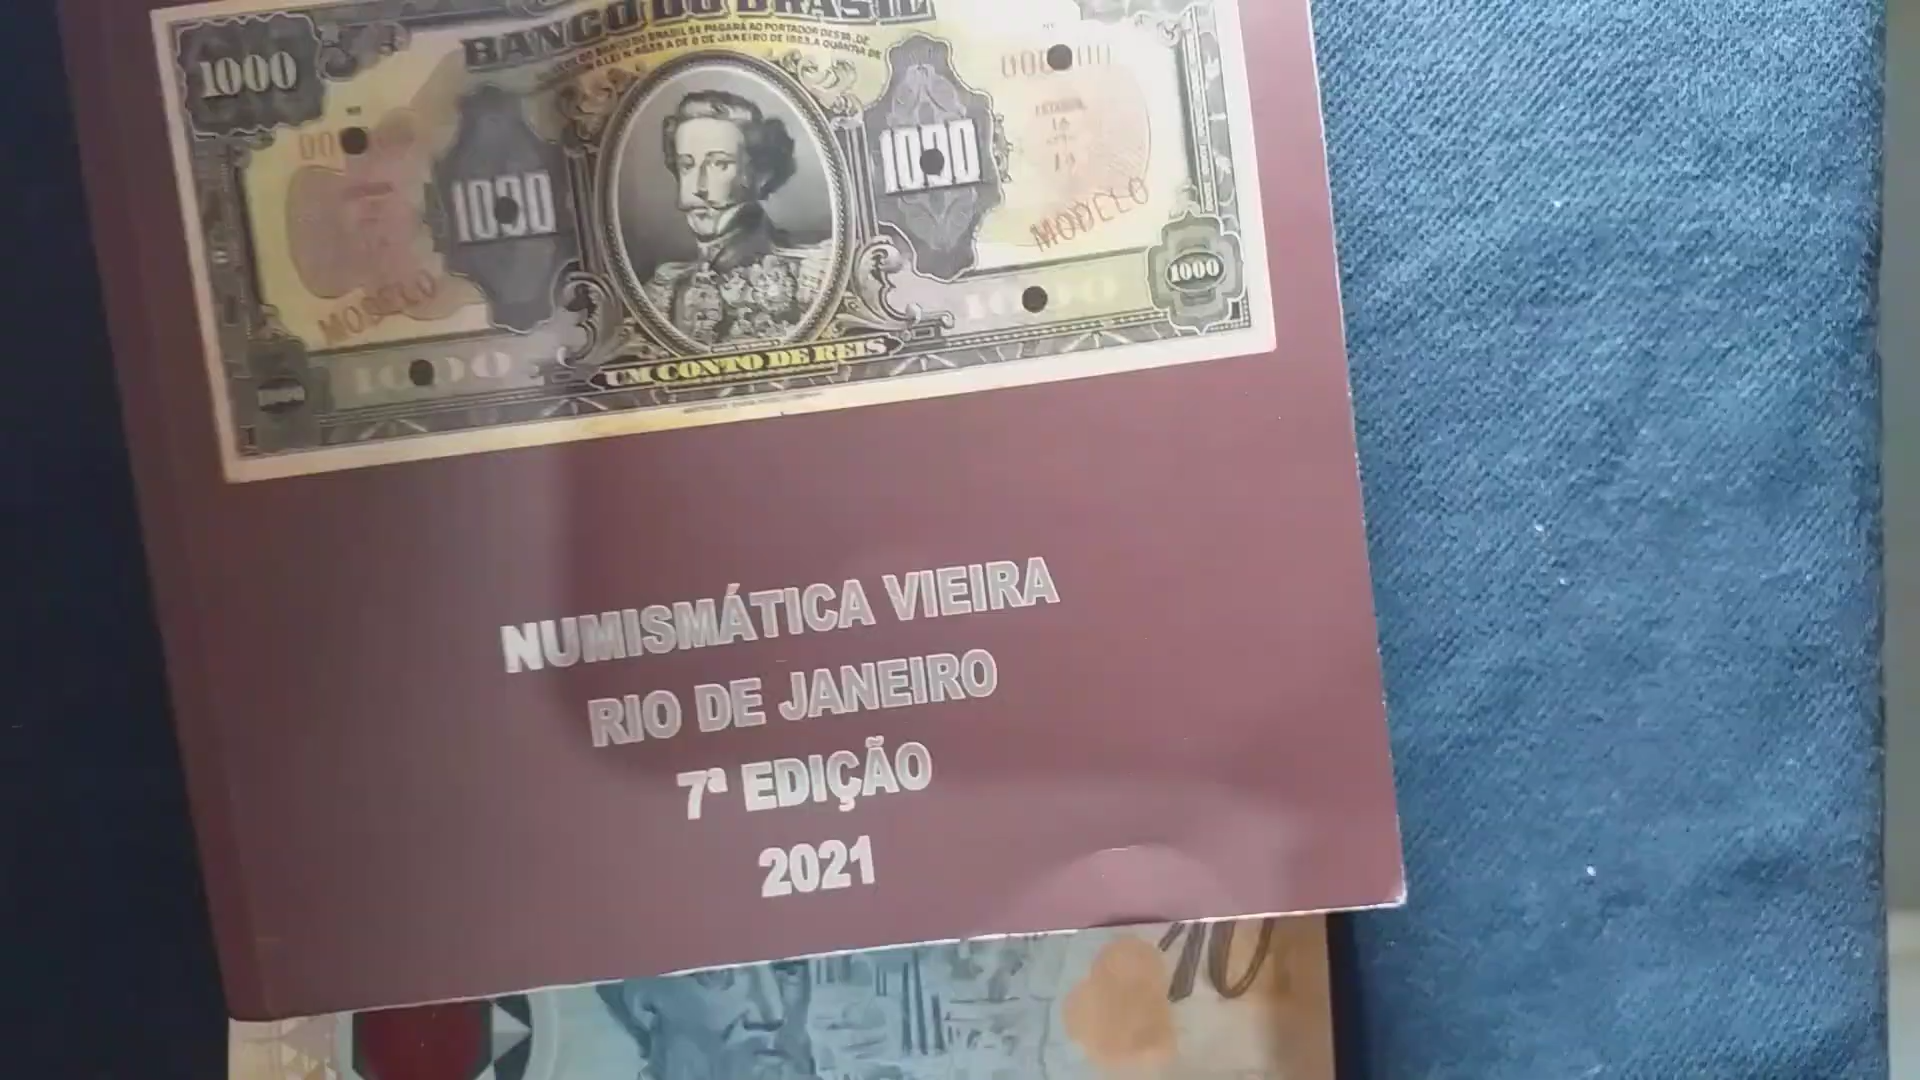 BANCO DO BRASIL
1000
1000
1000
MODELO
MODELO
1000
1000
1000
UM CONTO DE REIS
NUMISMÁTICA VIEIRA
RIO DE JANEIRO
7ª EDIÇÃO
2021
10